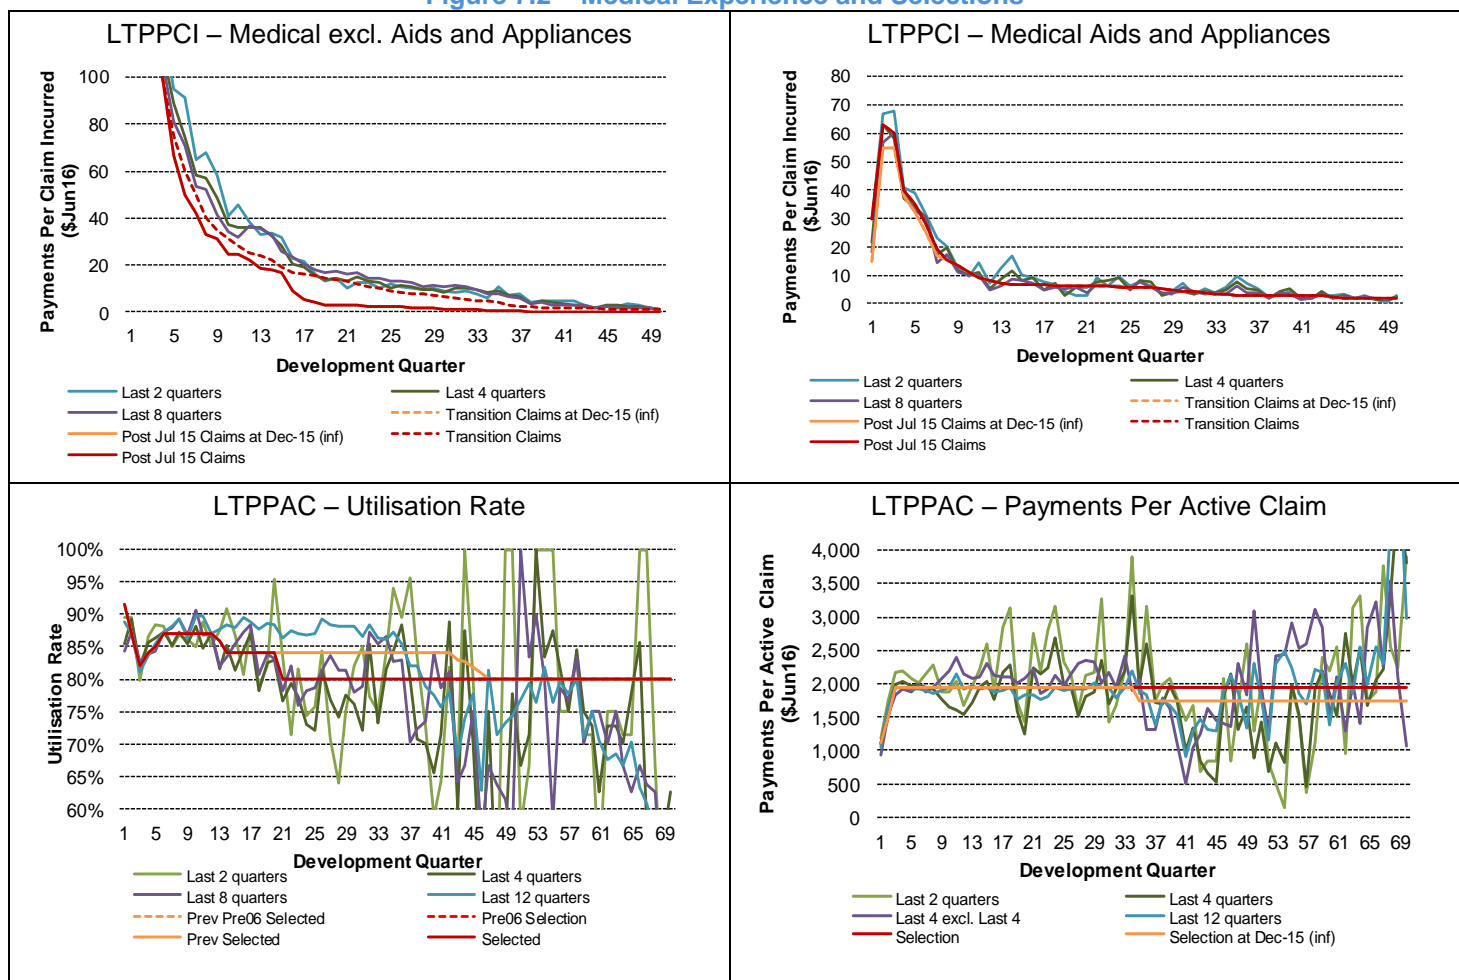 Figure 7.2 – Medical Experience and Selections
LTPPCI – Medical excl. Aids and Appliances
Payments Per Claim Incurred
($Jun16)
100
80
60
40
20
0
1 5 9 13 17 21 25 29 33 37 41 45 49
Development Quarter
Last 2 quarters
Last 4 quarters
Last 8 quarters
Transition Claims at Dec-15 (inf)
Post Jul 15 Claims at Dec-15 (inf)
Transition Claims
Post Jul 15 Claims
LTPPCI – Medical Aids and Appliances
Payments Per Claim Incurred
($Jun16)
80
70
60
50
40
30
20
10
0
1 5 9 13 17 21 25 29 33 37 41 45 49
Development Quarter
Last 2 quarters
Last 4 quarters
Last 8 quarters
Transition Claims at Dec-15 (inf)
Post Jul 15 Claims at Dec-15 (inf)
Transition Claims
Post Jul 15 Claims
LTPPAC – Utilisation Rate
Utilisation Rate
100%
95%
90%
85%
80%
75%
70%
65%
60%
1 5 9 13 17 21 25 29 33 37 41 45 49 53 57 61 65 69
Development Quarter
Last 2 quarters
Last 4 quarters
Last 8 quarters
Last 12 quarters
Prev Pre06 Selected
Pre06 Selection
Prev Selected
Selected
LTPPAC – Payments Per Active Claim
Payments Per Active Claim
($Jun16)
4,000
3,500
3,000
2,500
2,000
1,500
1,000
500
0
1 5 9 13 17 21 25 29 33 37 41 45 49 53 57 61 65 69
Development Quarter
Last 2 quarters
Last 4 quarters
Last 4 excl. Last 4
Last 12 quarters
Selection
Selection at Dec-15 (inf)